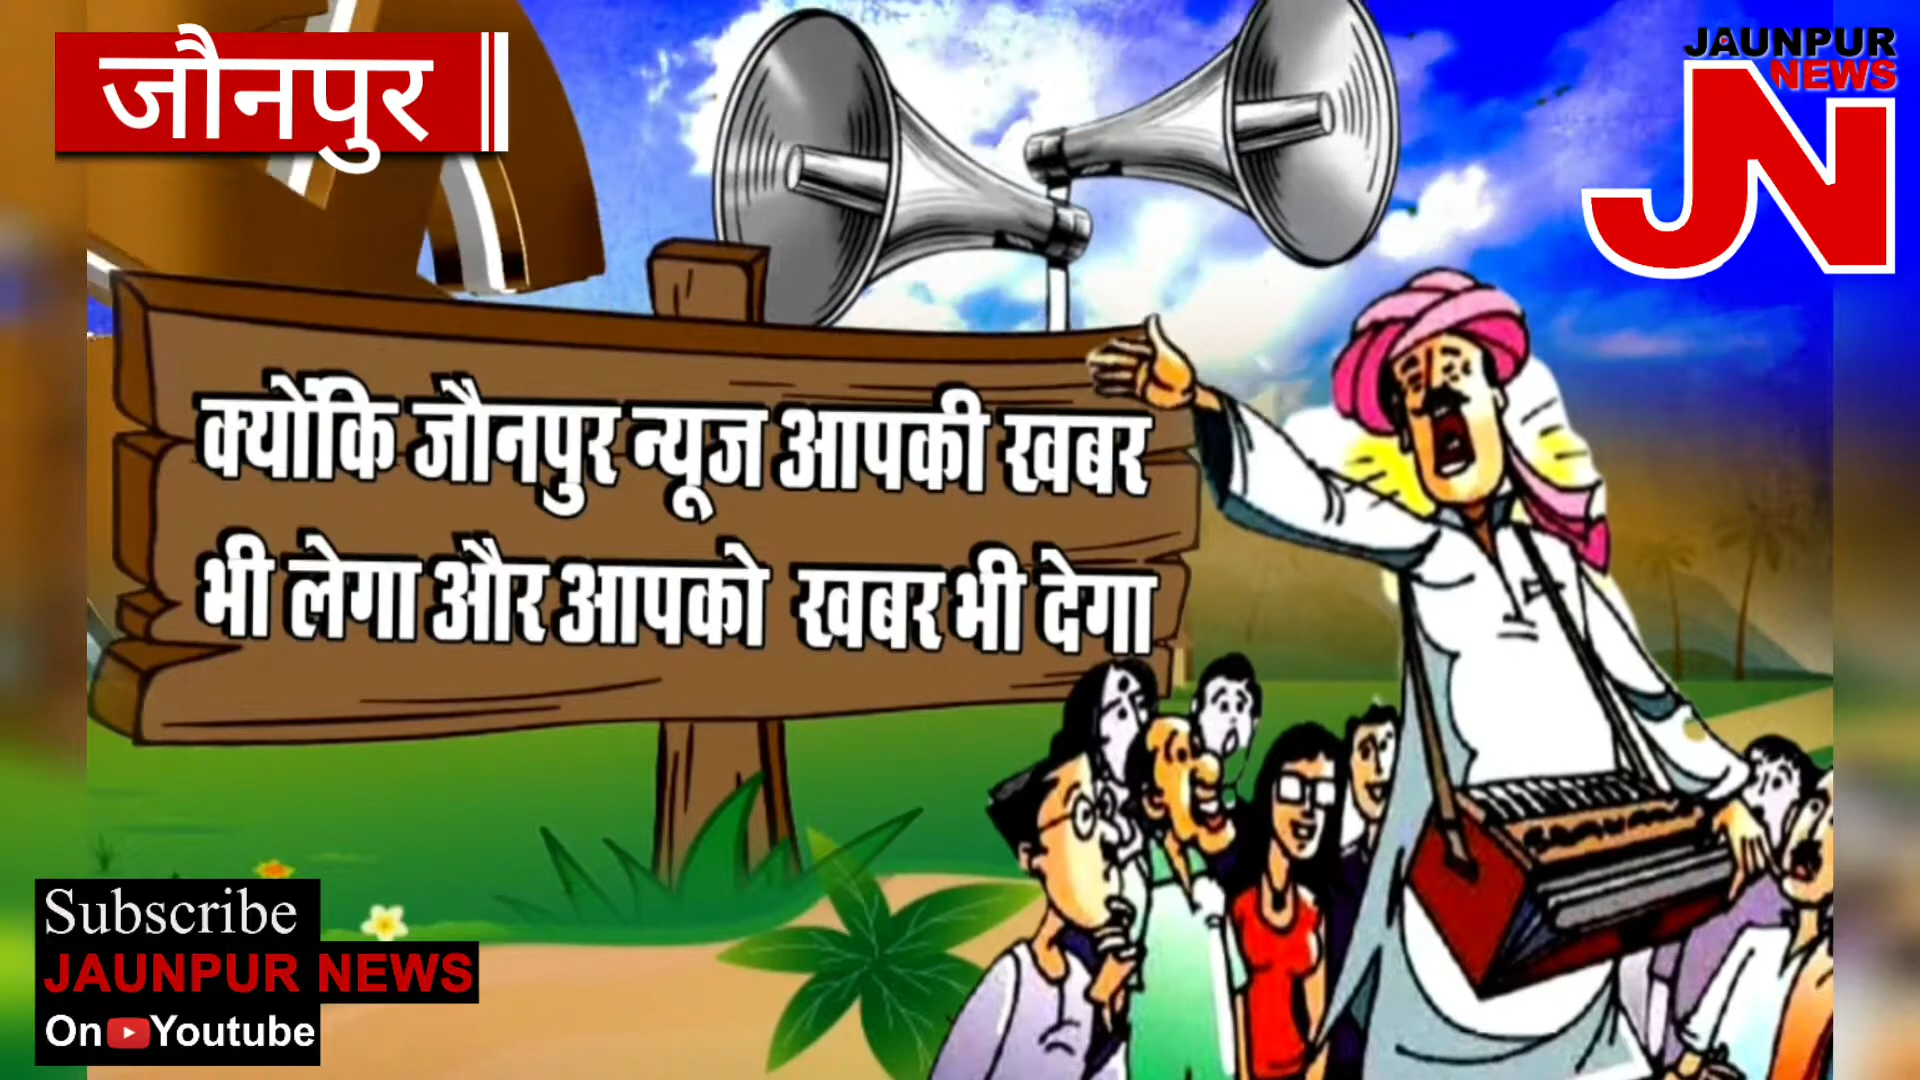 जौनपुर
JAUNPUR
NEWS
JN
क्योंकि जौनपुर न्यूज आपकी खबर
भी लेगा और आपको खबर भी देगा
Subscribe
JAUNPUR NEWS
On Youtube